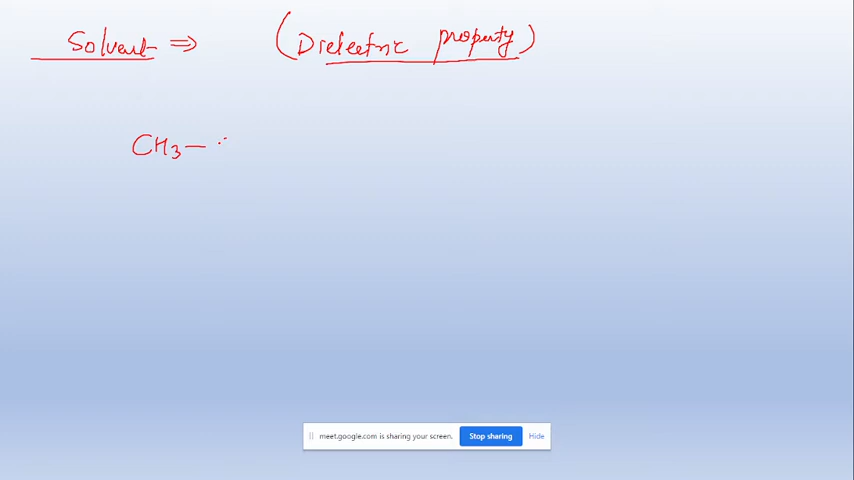 Solvent ⇒ (Dielectric property)
CH₃—
meet.google.com is sharing your screen. Stop sharing Hide